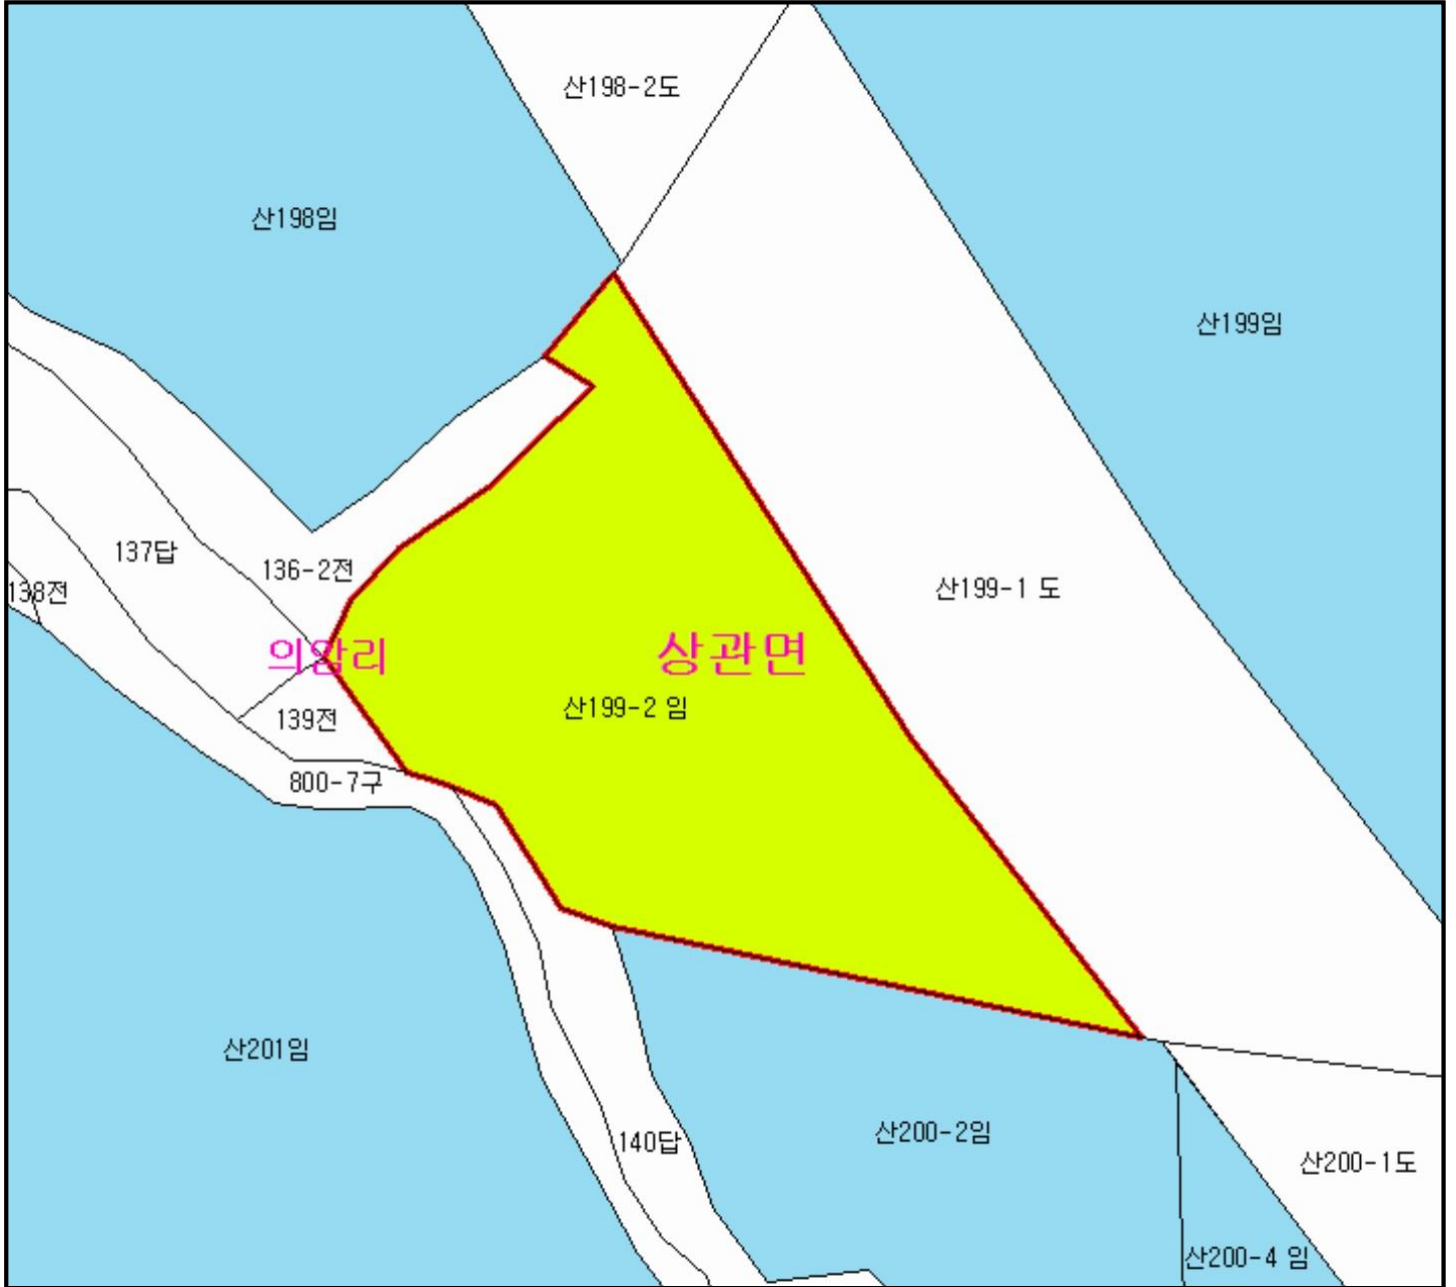 산198-2도
산198임
산199임
137답
136-2전
138전
산199-1 도
의암리
상관면
산199-2 임
139전
800-7구
산201임
140답
산200-2임
산200-1도
산200-4 임